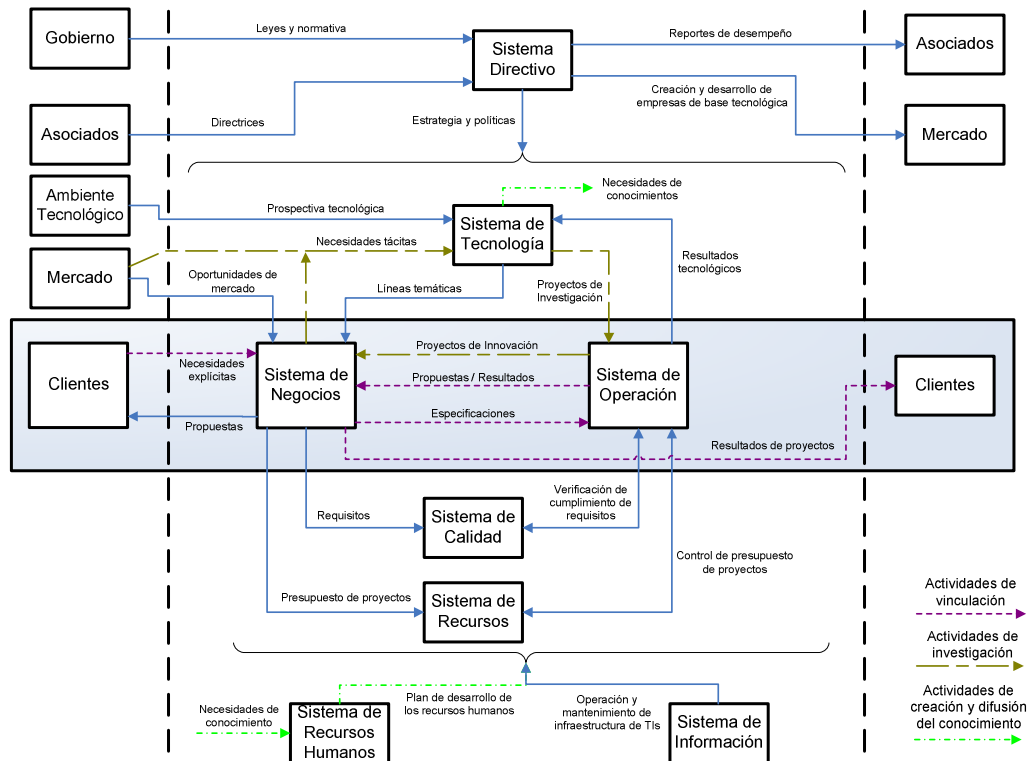 Gobierno
Leyes y normativa
Sistema
Directivo
Reportes de desempeño
Asociados
Asociados
Directrices
Estrategia y políticas
Creación y desarrollo de
empresas de base tecnológica
Mercado
Ambiente
Tecnológico
Prospectiva tecnológica
Sistema de
Tecnología
Necesidades de
conocimientos
Mercado
Necesidades tácitas
Oportunidades de
mercado
Líneas temáticas
Proyectos de
Investigación
Resultados
tecnológicos
Clientes
Necesidades
explícitas
Propuestas
Sistema de
Negocios
Proyectos de Innovación
Propuestas / Resultados
Especificaciones
Sistema de
Operación
Resultados de proyectos
Clientes
Requisitos
Sistema de
Calidad
Verificación de
cumplimiento de
requisitos
Presupuesto de proyectos
Sistema de
Recursos
Control de presupuesto
de proyectos
Necesidades de
conocimiento
Sistema de
Recursos
Humanos
Plan de desarrollo de
los recursos humanos
Operación y
mantenimiento de
infraestructura de TIs
Sistema de
Información
Actividades de
vinculación
Actividades de
investigación
Actividades de
creación y difusión
del conocimiento